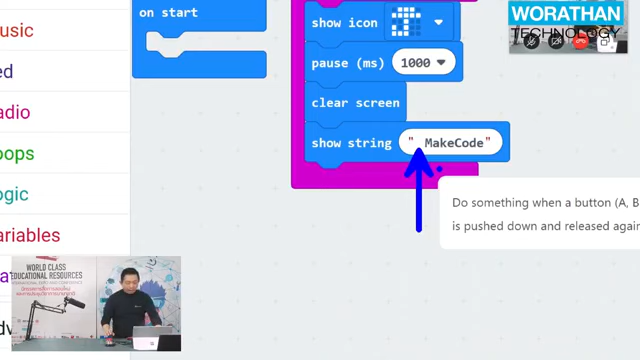 on start
show icon
WORATHAN
TECHNOLOGY
usic
ed
pause (ms) 1000
adio
clear screen
oops
show string " MakeCode"
ogic
Do something when a button (A, B
is pushed down and released again
ariables
WORLD CLASS
EDUCATIONAL RESOURCES